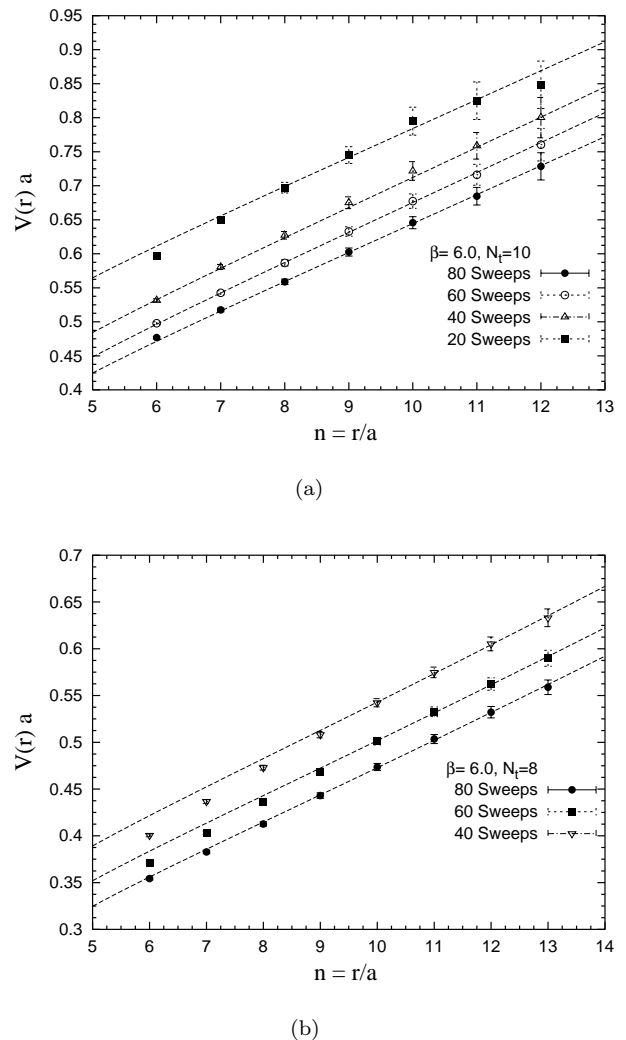 0.95
0.9
0.85
0.8
0.75
0.7
0.65
0.6
0.55
0.5
0.45
0.4
V(r) a
5 6 7 8 9 10 11 12 13
n = r/a
β= 6.0, Nt=10
80 Sweeps
60 Sweeps
40 Sweeps
20 Sweeps
(a)
0.7
0.65
0.6
0.55
0.5
0.45
0.4
0.35
0.3
V(r) a
5 6 7 8 9 10 11 12 13 14
n = r/a
β= 6.0, Nt=8
80 Sweeps
60 Sweeps
40 Sweeps
(b)